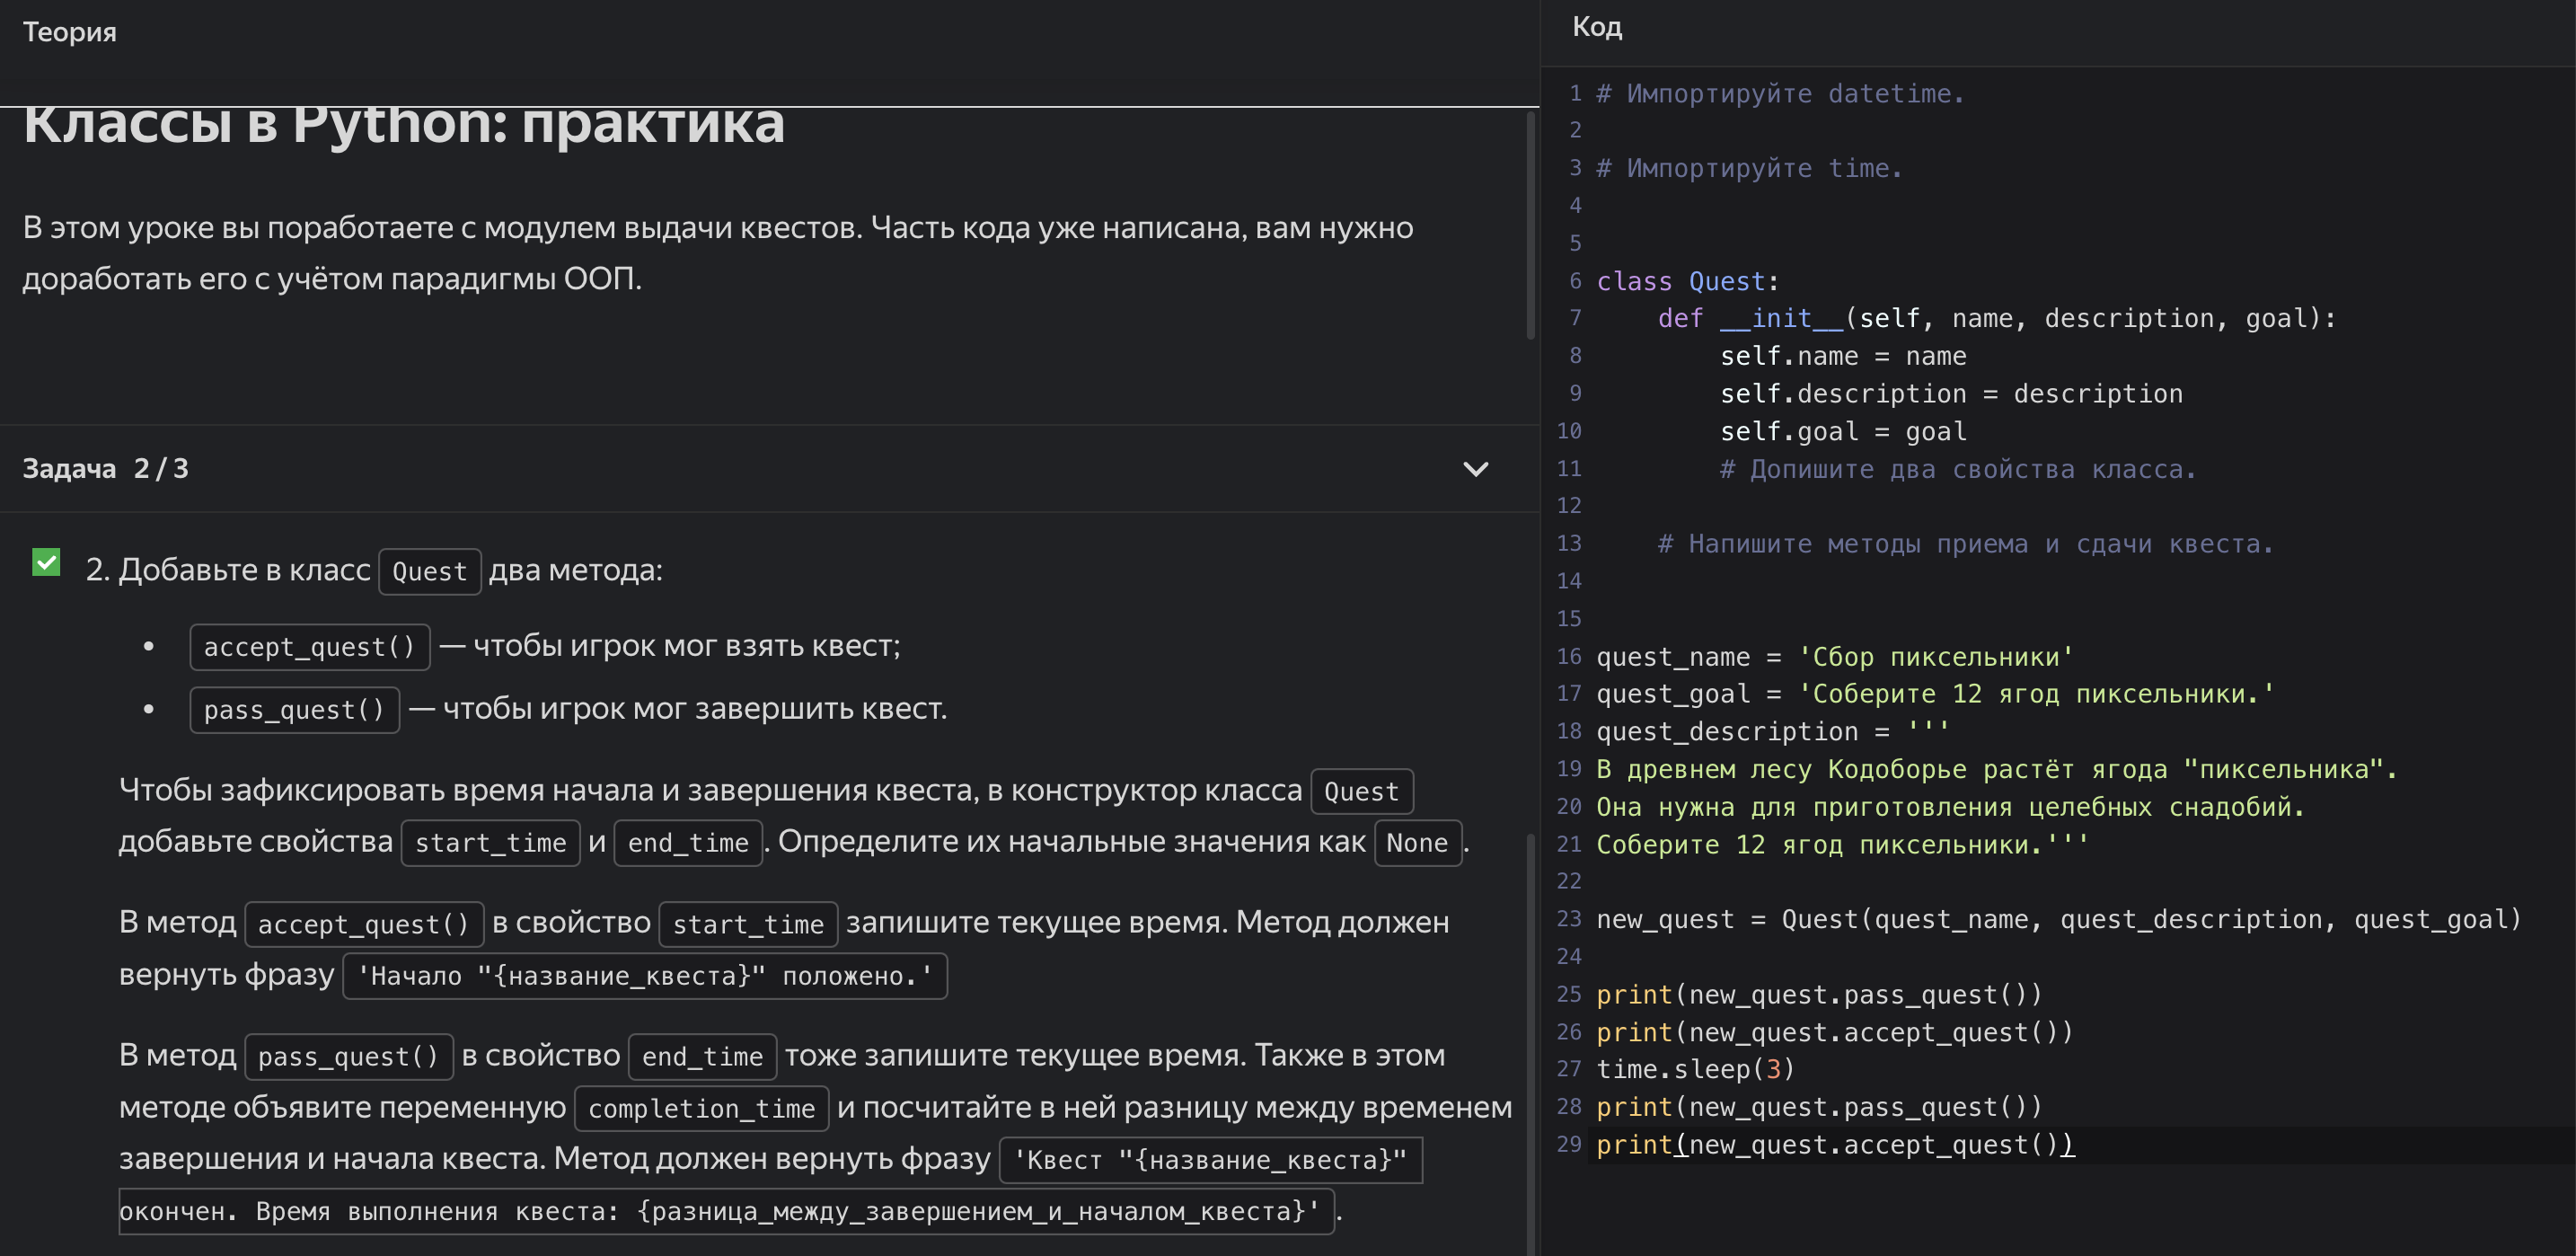 Теория
Классы в Python: практика
В этом уроке вы поработаете с модулем выдачи квестов. Часть кода уже написана, вам нужно
доработать его с учётом парадигмы ООП.
Задача 2 / 3
2. Добавьте в класс Quest два метода:
• accept_quest() — чтобы игрок мог взять квест;
• pass_quest() — чтобы игрок мог завершить квест.
Чтобы зафиксировать время начала и завершения квеста, в конструктор класса Quest
добавьте свойства start_time и end_time. Определите их начальные значения как None.
В метод accept_quest() в свойство start_time запишите текущее время. Метод должен
вернуть фразу 'Начало "{название_квеста}" положено.'
В метод pass_quest() в свойство end_time тоже запишите текущее время. Также в этом
методе объявите переменную completion_time и посчитайте в ней разницу между временем
завершения и начала квеста. Метод должен вернуть фразу 'Квест "{название_квеста}"
окончен. Время выполнения квеста: {разница_между_завершением_и_началом_квеста}'.
Код
1 # Импортируйте datetime.
2
3 # Импортируйте time.
4
5
6 class Quest:
7     def __init__(self, name, description, goal):
8         self.name = name
9         self.description = description
10         self.goal = goal
11         # Допишите два свойства класса.
12
13     # Напишите методы приема и сдачи квеста.
14
15
16 quest_name = 'Сбор пиксельники'
17 quest_goal = 'Соберите 12 ягод пиксельники.'
18 quest_description = '''
19 В древнем лесу Кодоборье растёт ягода "пиксельника".
20 Она нужна для приготовления целебных снадобий.
21 Соберите 12 ягод пиксельники.'''
22
23 new_quest = Quest(quest_name, quest_description, quest_goal)
24
25 print(new_quest.pass_quest())
26 print(new_quest.accept_quest())
27 time.sleep(3)
28 print(new_quest.pass_quest())
29 print(new_quest.accept_quest())